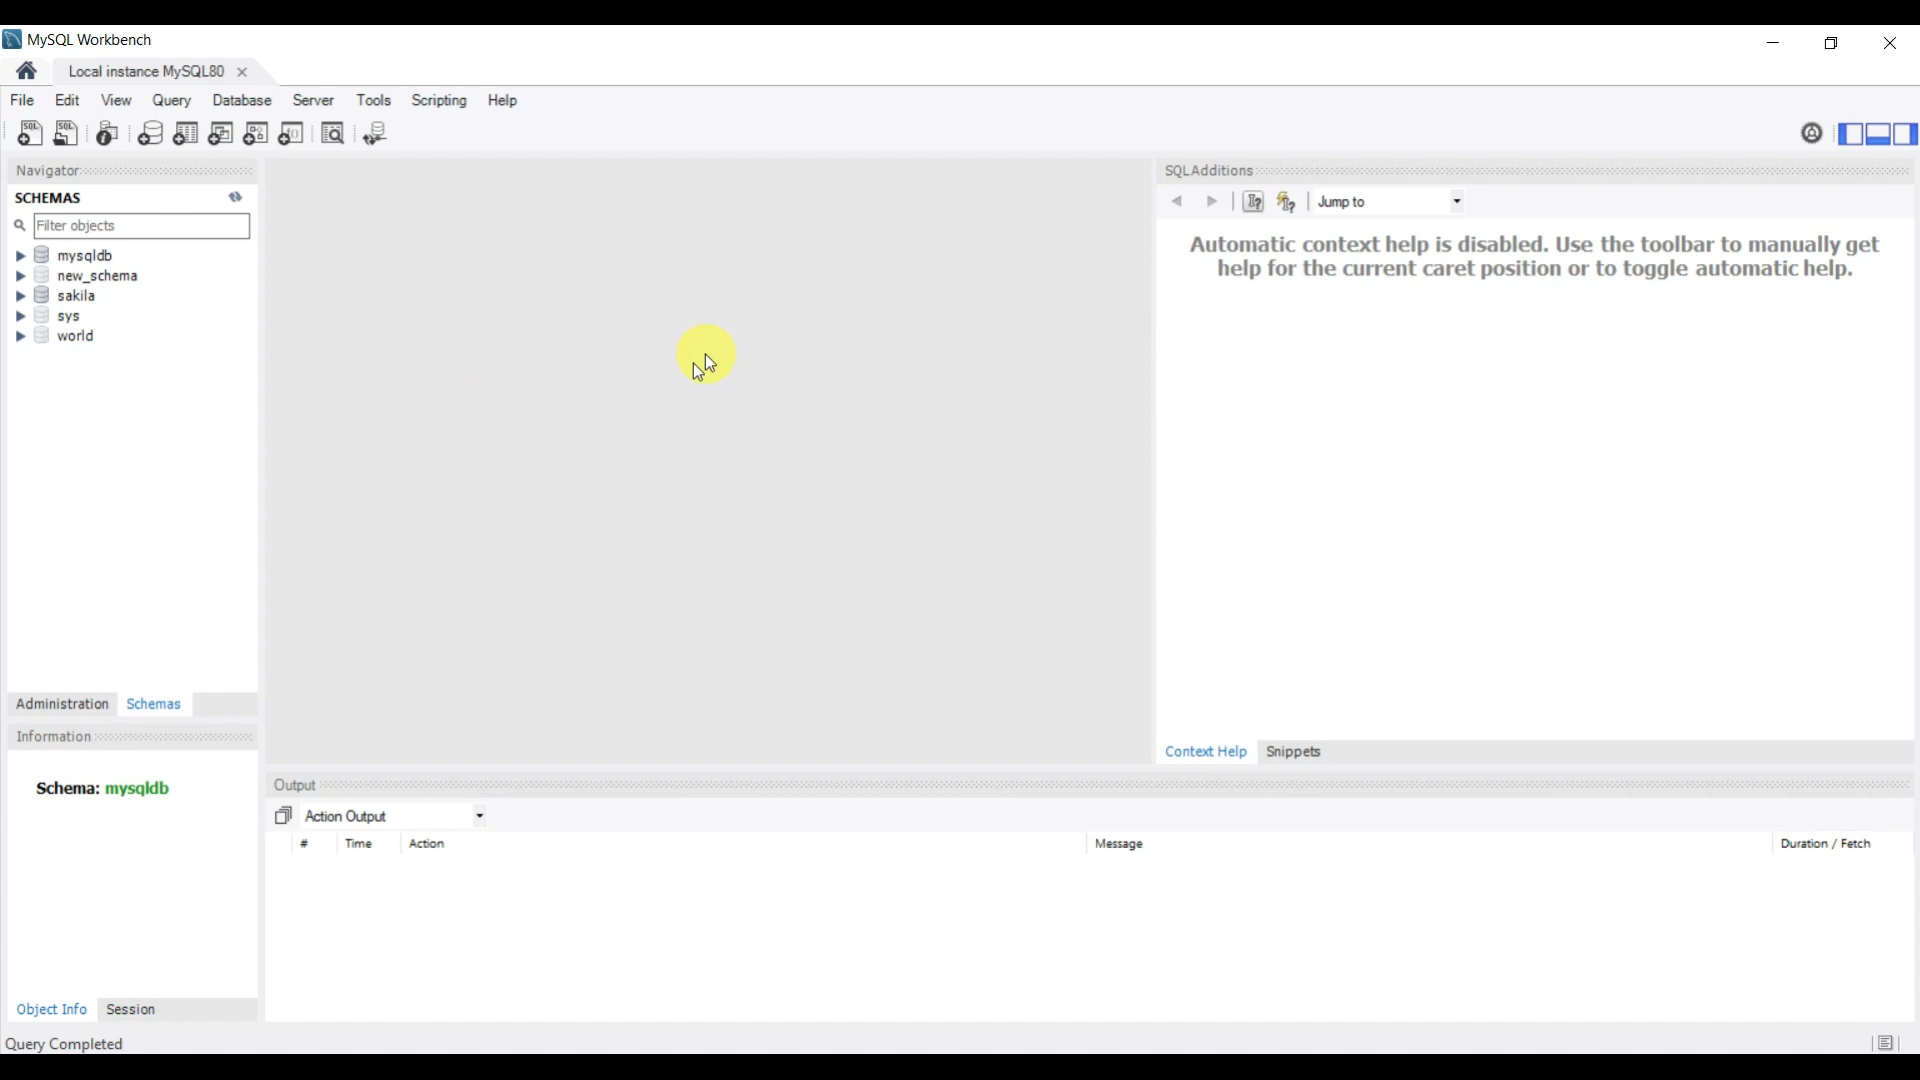 MySQL Workbench
Local instance MySQL80
File Edit View Query Database Server Tools Scripting Help
Navigator
SCHEMAS
Filter objects
mysqldb
new_schema
sakila
sys
world
Administration Schemas
Information
Schema: mysqldb
Object Info Session
SQLAdditions
Jump to
Automatic context help is disabled. Use the toolbar to manually get
help for the current caret position or to toggle automatic help.
Context Help Snippets
Output
Action Output
# Time Action Message Duration / Fetch
Query Completed